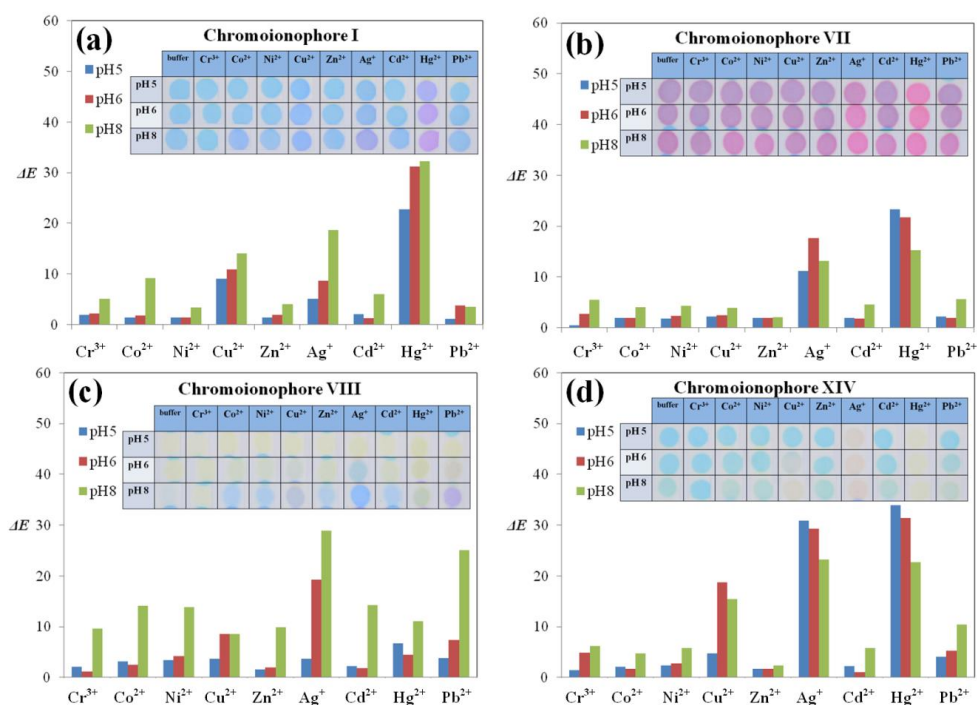 (a) Chromoionophore I
buffer Cr³⁺ Co²⁺ Ni²⁺ Cu²⁺ Zn²⁺ Ag⁺ Cd²⁺ Hg²⁺ Pb²⁺
pH 5
pH 6
pH 8
pH5
pH6
pH8
60
50
40
30
20
10
0
ΔE
Cr³⁺ Co²⁺ Ni²⁺ Cu²⁺ Zn²⁺ Ag⁺ Cd²⁺ Hg²⁺ Pb²⁺
(b) Chromoionophore VII
buffer Cr³⁺ Co²⁺ Ni²⁺ Cu²⁺ Zn²⁺ Ag⁺ Cd²⁺ Hg²⁺ Pb²⁺
pH 5
pH 6
pH 8
pH5
pH6
pH8
60
50
40
30
20
10
0
ΔE
Cr³⁺ Co²⁺ Ni²⁺ Cu²⁺ Zn²⁺ Ag⁺ Cd²⁺ Hg²⁺ Pb²⁺
(c) Chromoionophore VIII
buffer Cr³⁺ Co²⁺ Ni²⁺ Cu²⁺ Zn²⁺ Ag⁺ Cd²⁺ Hg²⁺ Pb²⁺
pH 5
pH 6
pH 8
pH5
pH6
pH8
60
50
40
30
20
10
0
ΔE
Cr³⁺ Co²⁺ Ni²⁺ Cu²⁺ Zn²⁺ Ag⁺ Cd²⁺ Hg²⁺ Pb²⁺
(d) Chromoionophore XIV
buffer Cr³⁺ Co²⁺ Ni²⁺ Cu²⁺ Zn²⁺ Ag⁺ Cd²⁺ Hg²⁺ Pb²⁺
pH 5
pH 6
pH 8
pH5
pH6
pH8
60
50
40
30
20
10
0
ΔE
Cr³⁺ Co²⁺ Ni²⁺ Cu²⁺ Zn²⁺ Ag⁺ Cd²⁺ Hg²⁺ Pb²⁺